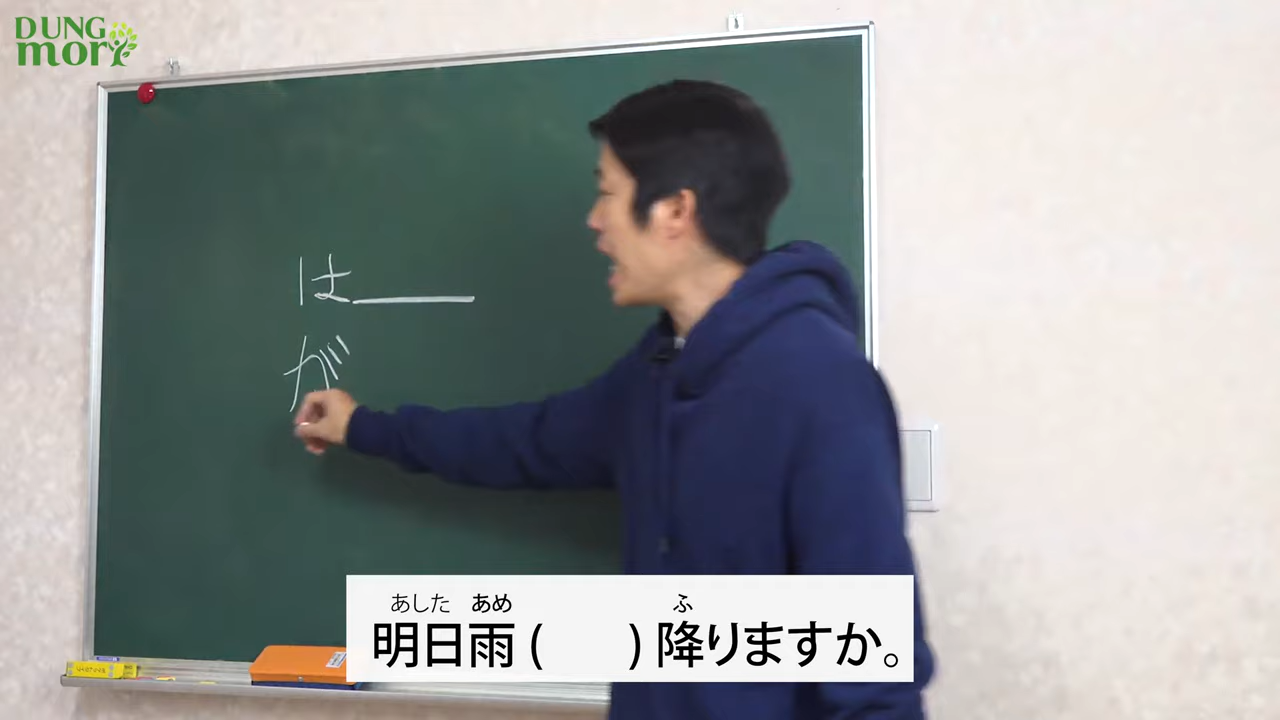 DUNG
mori
は
が
あした あめ ふ
明日雨(　　)降りますか。